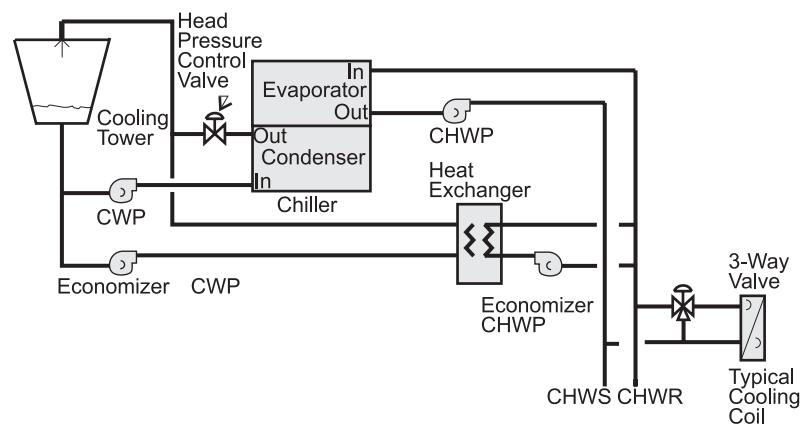 Head
Pressure
Control
Valve
In
Evaporator
Out
Cooling
Tower
CHWP
Out
Condenser
In
Chiller
Heat
Exchanger
CWP
Economizer CWP
Economizer
CHWP
3-Way
Valve
CHWS CHWR
Typical
Cooling
Coil